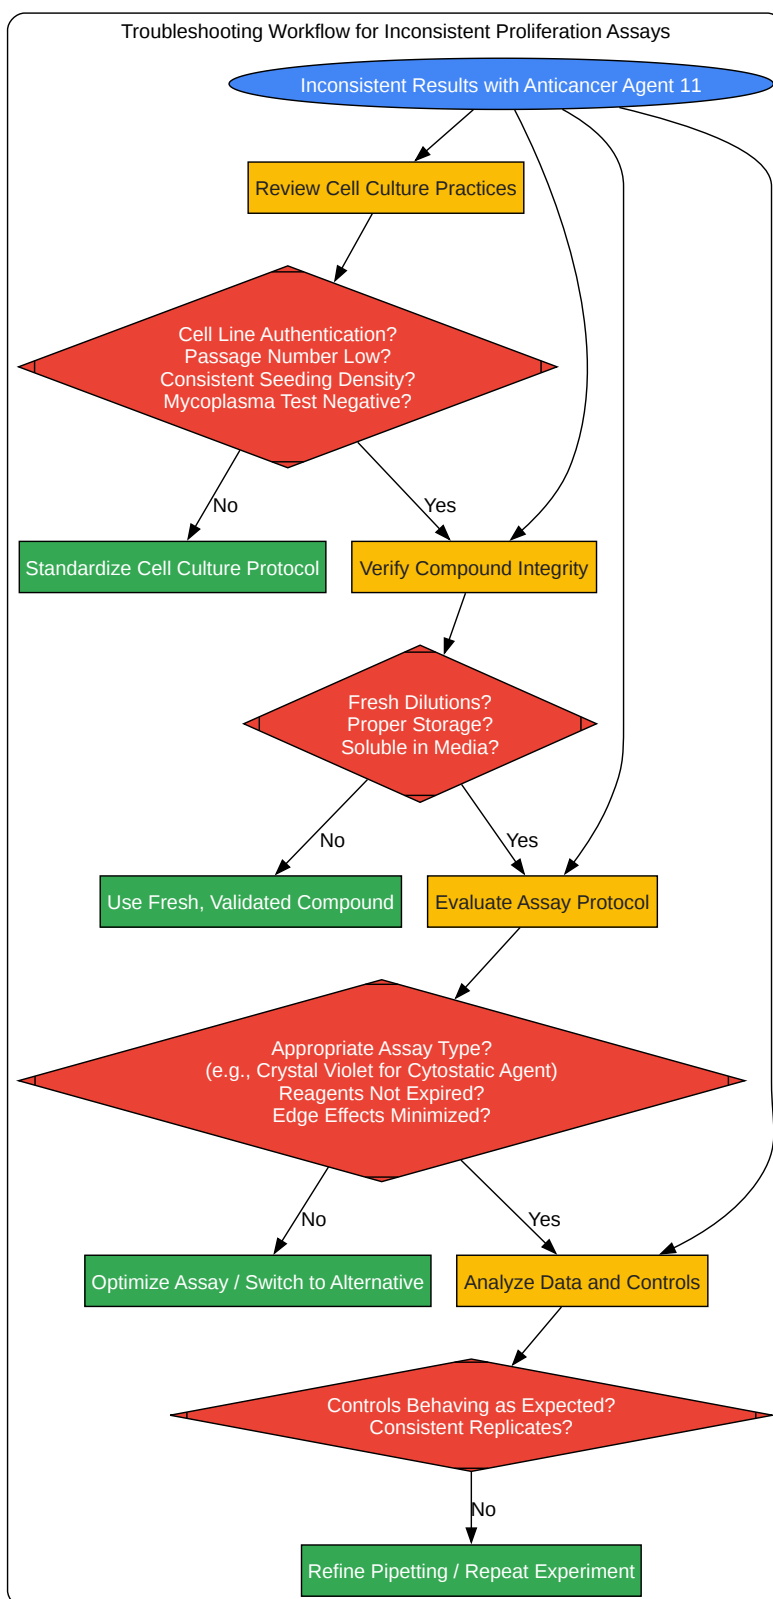 Troubleshooting Workflow for Inconsistent Proliferation Assays
Inconsistent Results with Anticancer Agent 11
Review Cell Culture Practices
Cell Line Authentication?
Passage Number Low?
Consistent Seeding Density?
Mycoplasma Test Negative?
No
Yes
Standardize Cell Culture Protocol
Verify Compound Integrity
Fresh Dilutions?
Proper Storage?
Soluble in Media?
No
Yes
Use Fresh, Validated Compound
Evaluate Assay Protocol
Appropriate Assay Type?
(e.g., Crystal Violet for Cytostatic Agent)
Reagents Not Expired?
Edge Effects Minimized?
No
Yes
Optimize Assay / Switch to Alternative
Analyze Data and Controls
Controls Behaving as Expected?
Consistent Replicates?
No
Refine Pipetting / Repeat Experiment